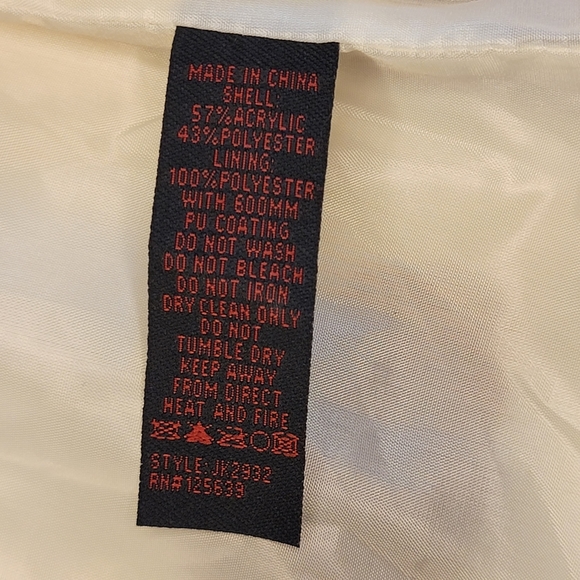 MADE IN CHINA
SHELL:
57%ACRYLIC
43%POLYESTER
LINING:
100%POLYESTER
WITH 600MM
PU COATING
DO NOT WASH
DO NOT BLEACH
DO NOT IRON
DRY CLEAN ONLY
DO NOT
TUMBLE DRY
KEEP AWAY
FROM DIRECT
HEAT AND FIRE
STYLE:JK2932
RN#125639